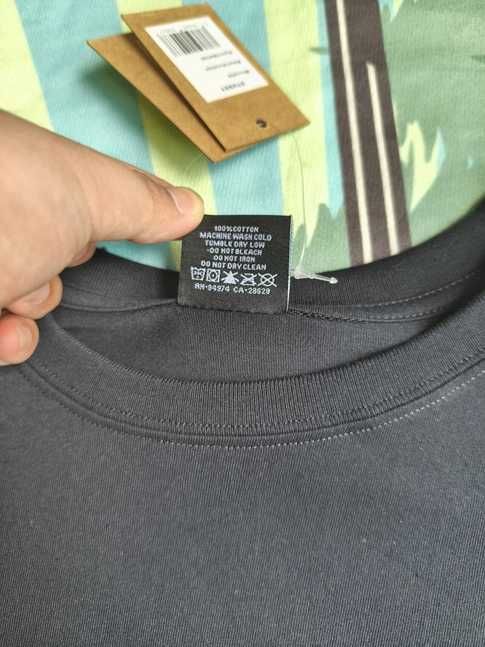 100%COTTON
MACHINE WASH COLD
TUMBLE DRY LOW
-DO NOT BLEACH
DO NOT IRON
DO NOT DRY CLEAN
RN•94974 CA•28629